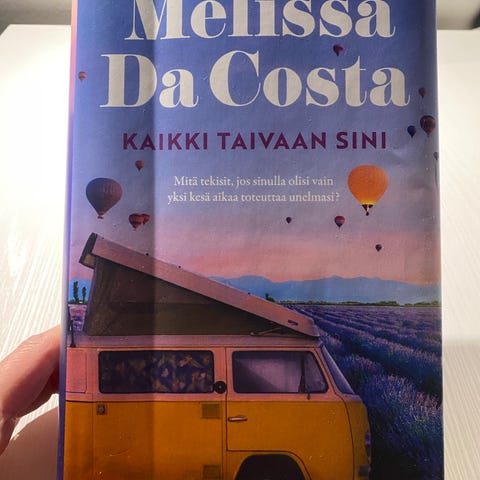 Melissa
Da Costa
KAIKKI TAIVAAN SINI
Mitä tekisit, jos sinulla olisi vain
yksi kesä aikaa toteuttaa unelmasi?